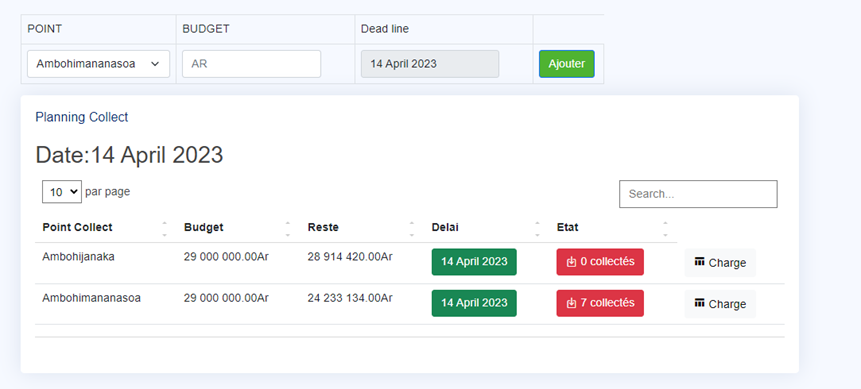 POINT BUDGET Dead line
Ambohimananasoa AR 14 April 2023 Ajouter
Planning Collect
Date:14 April 2023
10 par page Search...
Point Collect Budget Reste Delai Etat
Ambohijanaka 29 000 000.00Ar 28 914 420.00Ar 14 April 2023 0 collectés Charge
Ambohimananasoa 29 000 000.00Ar 24 233 134.00Ar 14 April 2023 7 collectés Charge